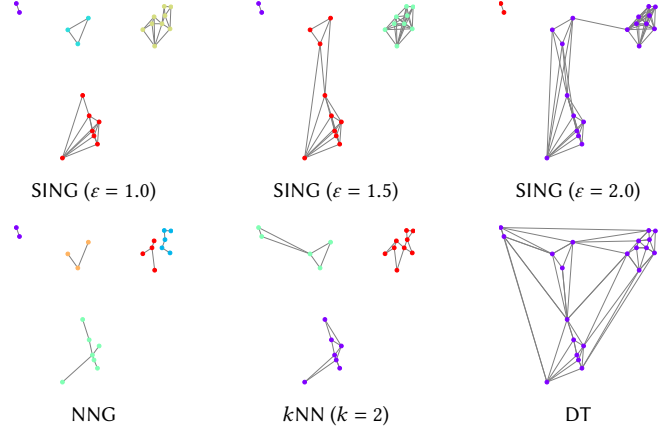 SING (ε = 1.0)
SING (ε = 1.5)
SING (ε = 2.0)
NNG
kNN (k = 2)
DT